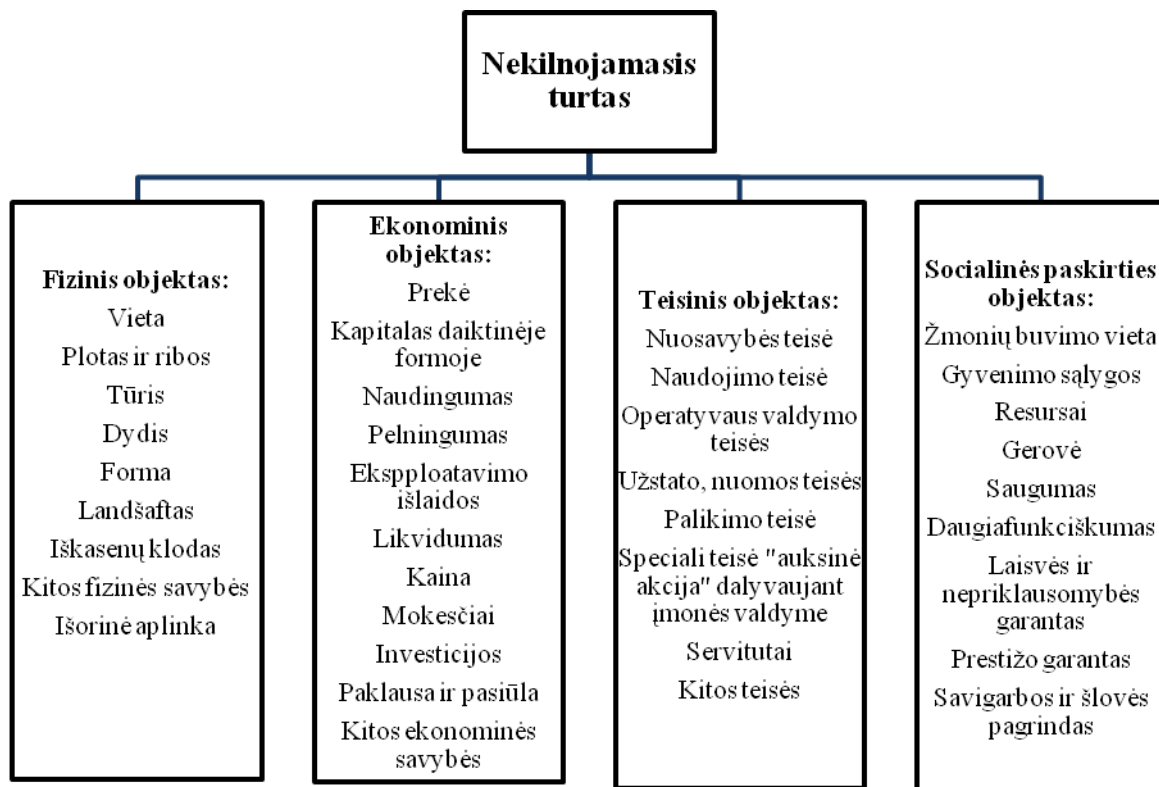 Nekilnojamasis
turtas
Fizinis objektas:
Vieta
Plotas ir ribos
Tūris
Dydis
Forma
Landšaftas
Iškasenų klodas
Kitos fizinės savybės
Išorinė aplinka
Ekonominis
objektas:
Prekė
Kapitalas daiktinėje
formoje
Naudingumas
Pelningumas
Ekspploatavimo
išlaidos
Likvidumas
Kaina
Mokesčiai
Investicijos
Paklausa ir pasiūla
Kitos ekonominės
savybės
Teisinis objektas:
Nuosavybės teisė
Naudojimo teisė
Operatyvaus valdymo
teisės
Užstato, nuomos teisės
Palikimo teisė
Speciali teisė "auksinė
akcija" dalyvaujant
įmonės valdyme
Servitutai
Kitos teisės
Socialinės paskirties
objektas:
Žmonių buvimo vieta
Gyvenimo sąlygos
Resursai
Gerovė
Saugumas
Daugiafunkciškumas
Laisvės ir
nepriklausomybės
garantas
Prestižo garantas
Savigarbos ir šlovės
pagrindas